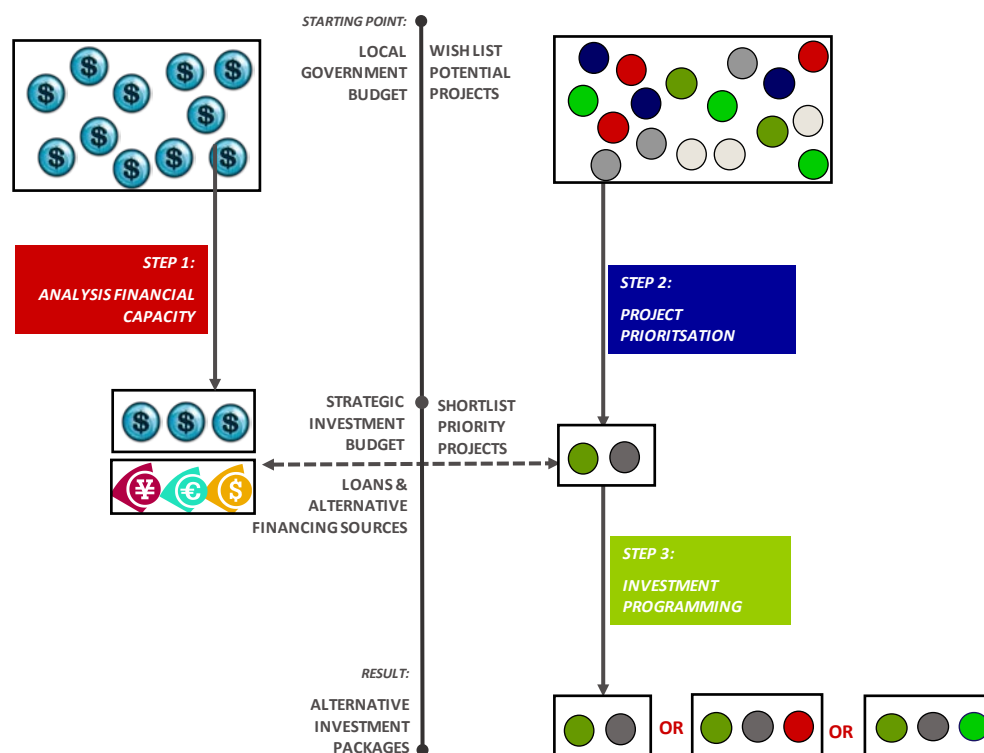 STARTING POINT:
LOCAL
GOVERNMENT
BUDGET
WISH LIST
POTENTIAL
PROJECTS
$ $ $ $ $ $ $ $ $ $ $ $
STEP 1:
ANALYSIS FINANCIAL
CAPACITY
STEP 2:
PROJECT
PRIORITSATION
STRATEGIC
INVESTMENT
BUDGET
SHORTLIST
PRIORITY
PROJECTS
$ $ $
¥ € $
LOANS &
ALTERNATIVE
FINANCING SOURCES
STEP 3:
INVESTMENT
PROGRAMMING
RESULT:
ALTERNATIVE
INVESTMENT
PACKAGES
OR
OR